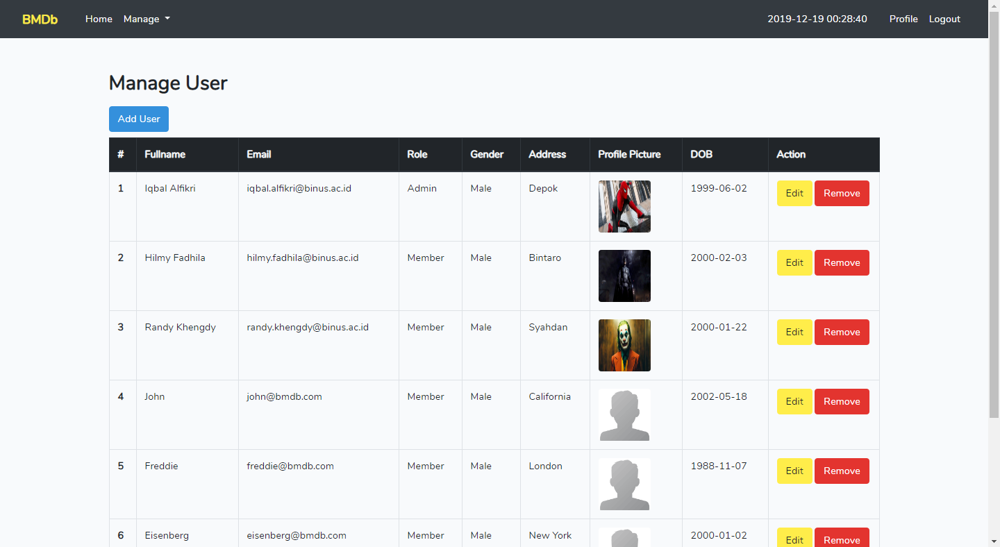 BMDb Home Manage 2019-12-19 00:28:40 Profile Logout
Manage User
Add User
# Fullname Email Role Gender Address Profile Picture DOB Action
1 Iqbal Alfikri iqbal.alfikri@binus.ac.id Admin Male Depok 1999-06-02 Edit Remove
2 Hilmy Fadhila hilmy.fadhila@binus.ac.id Member Male Bintaro 2000-02-03 Edit Remove
3 Randy Khengdy randy.khengdy@binus.ac.id Member Male Syahdan 2000-01-22 Edit Remove
4 John john@bmdb.com Member Male California 2002-05-18 Edit Remove
5 Freddie freddie@bmdb.com Member Male London 1988-11-07 Edit Remove
6 Eisenberg eisenberg@bmdb.com Member Male New York 2000-01-02 Edit Remove